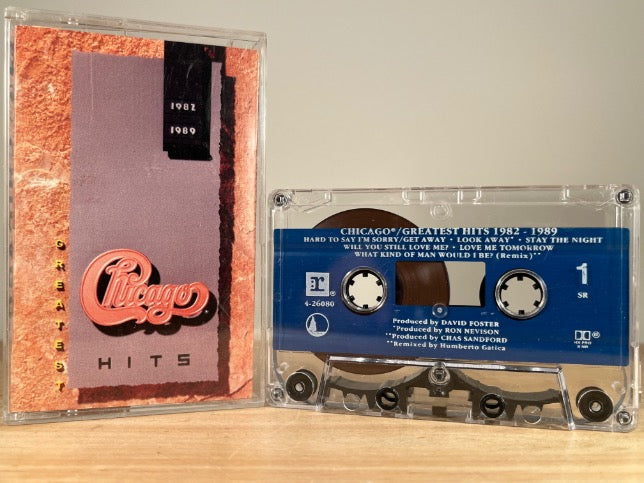 1982
1989
Chicago
GREATEST
HITS
CHICAGO®/GREATEST HITS 1982 - 1989
HARD TO SAY I'M SORRY/GET AWAY • LOOK AWAY* • STAY THE NIGHT
WILL YOU STILL LOVE ME? • LOVE ME TOMORROW
WHAT KIND OF MAN WOULD I BE? (Remix)**
1
SR
r
4-26080
Produced by DAVID FOSTER
*Produced by RON NEVISON
**Produced by CHAS SANDFORD
**Remixed by Humberto Gatica